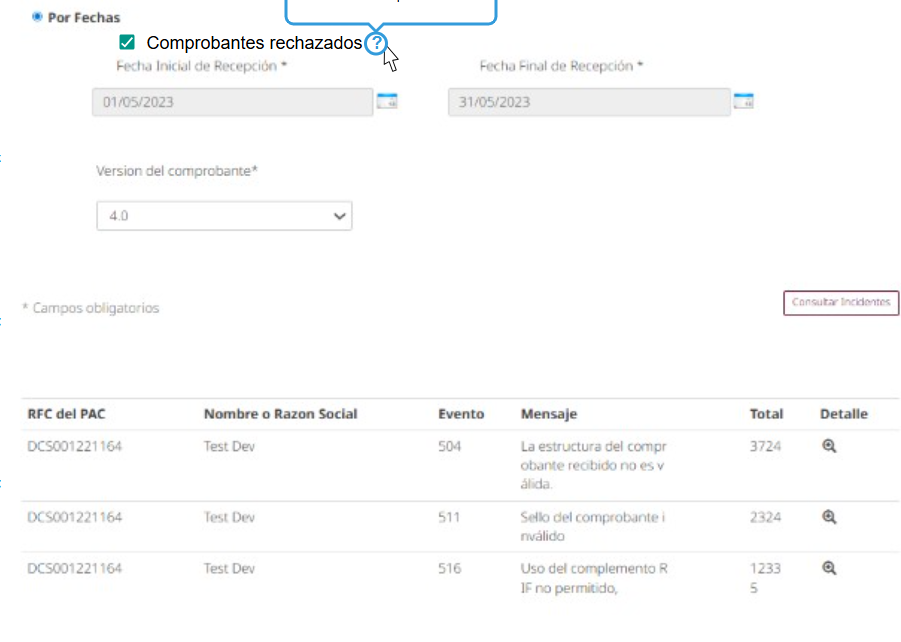 Por Fechas
Comprobantes rechazados ?
Fecha Inicial de Recepción * Fecha Final de Recepción *
01/05/2023 31/05/2023
Version del comprobante*
4.0
* Campos obligatorios Consultar Incidentes
RFC del PAC Nombre o Razon Social Evento Mensaje Total Detalle
DCS001221164 Test Dev 504 La estructura del compr 3724
obante recibido no es v
álida.
DCS001221164 Test Dev 511 Sello del comprobante i 2324
nválido
DCS001221164 Test Dev 516 Uso del complemento R 1233
IF no permitido, 5